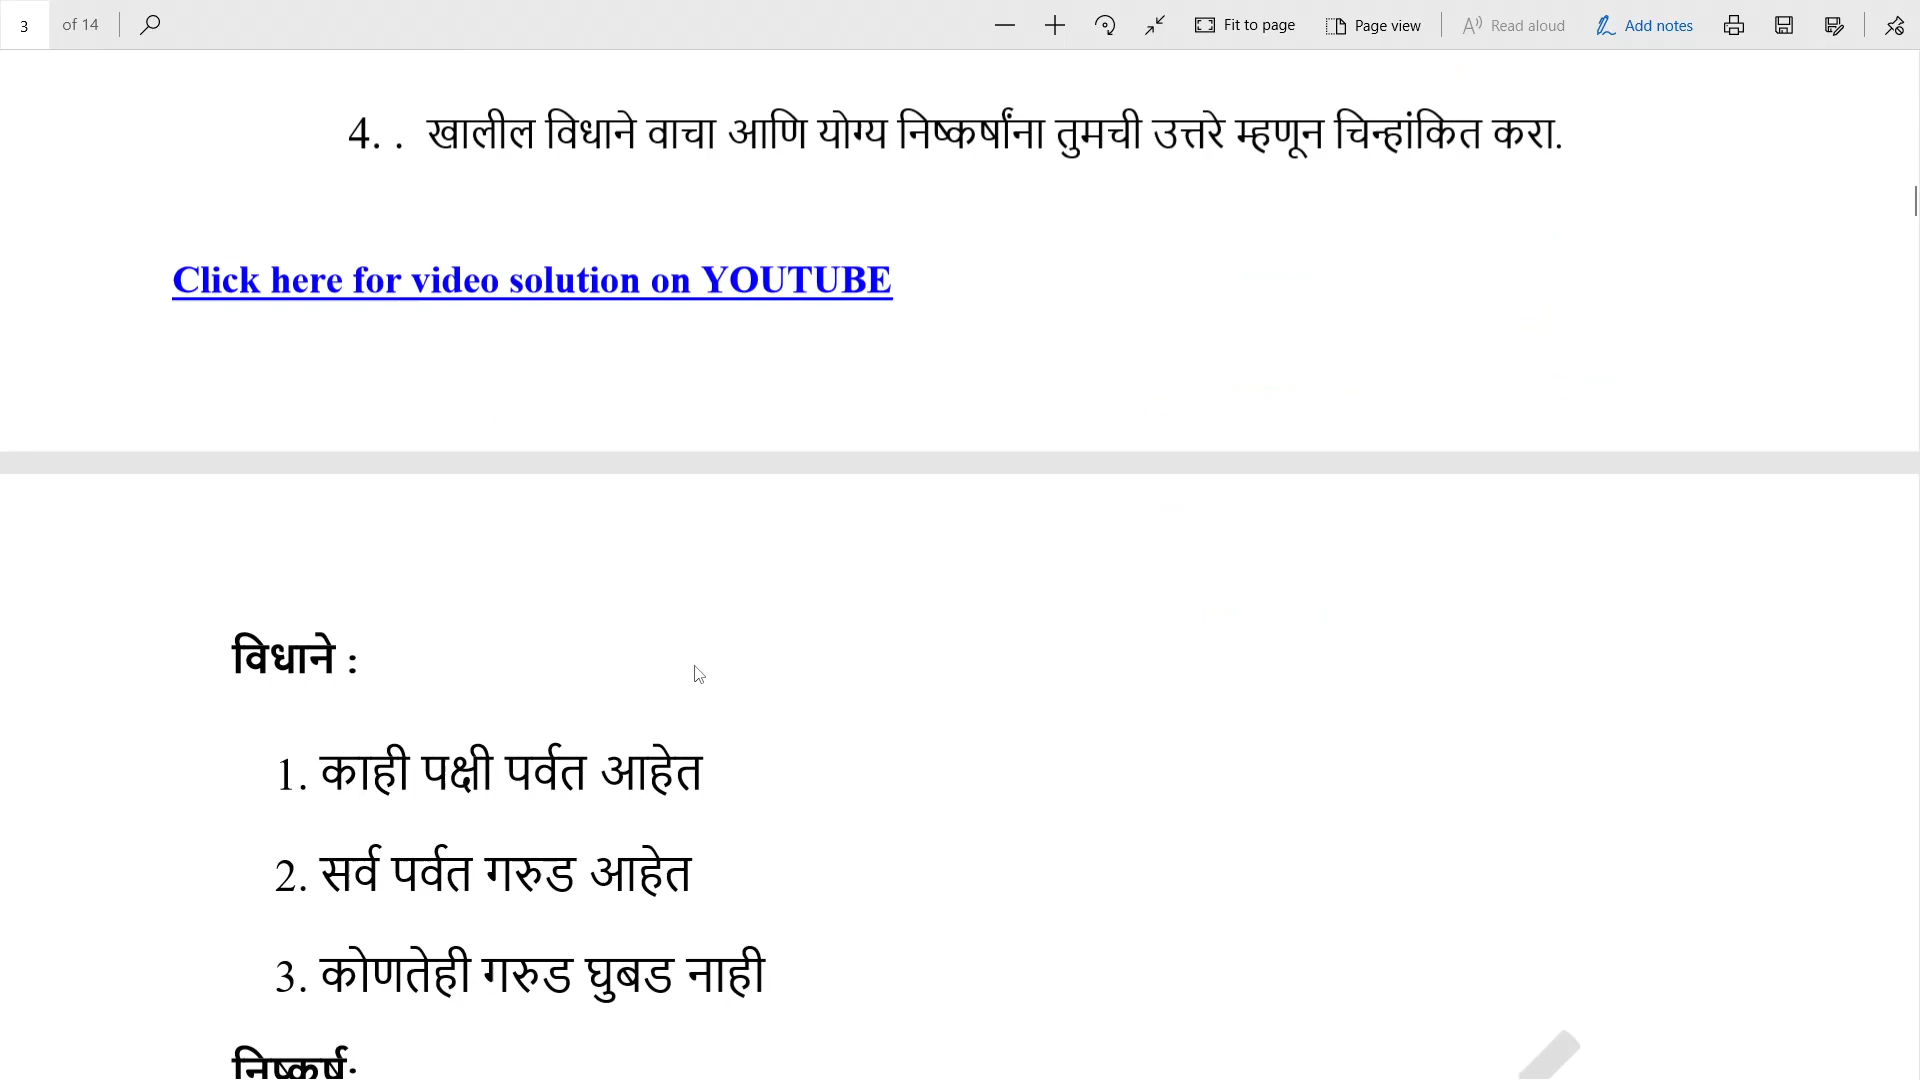 3 of 14 Fit to page Page view Read aloud Add notes
4. . खालील विधाने वाचा आणि योग्य निष्कर्षांना तुमची उत्तरे म्हणून चिन्हांकित करा.
Click here for video solution on YOUTUBE
विधाने :
1. काही पक्षी पर्वत आहेत
2. सर्व पर्वत गरुड आहेत
3. कोणतेही गरुड घुबड नाही
निष्कर्ष: